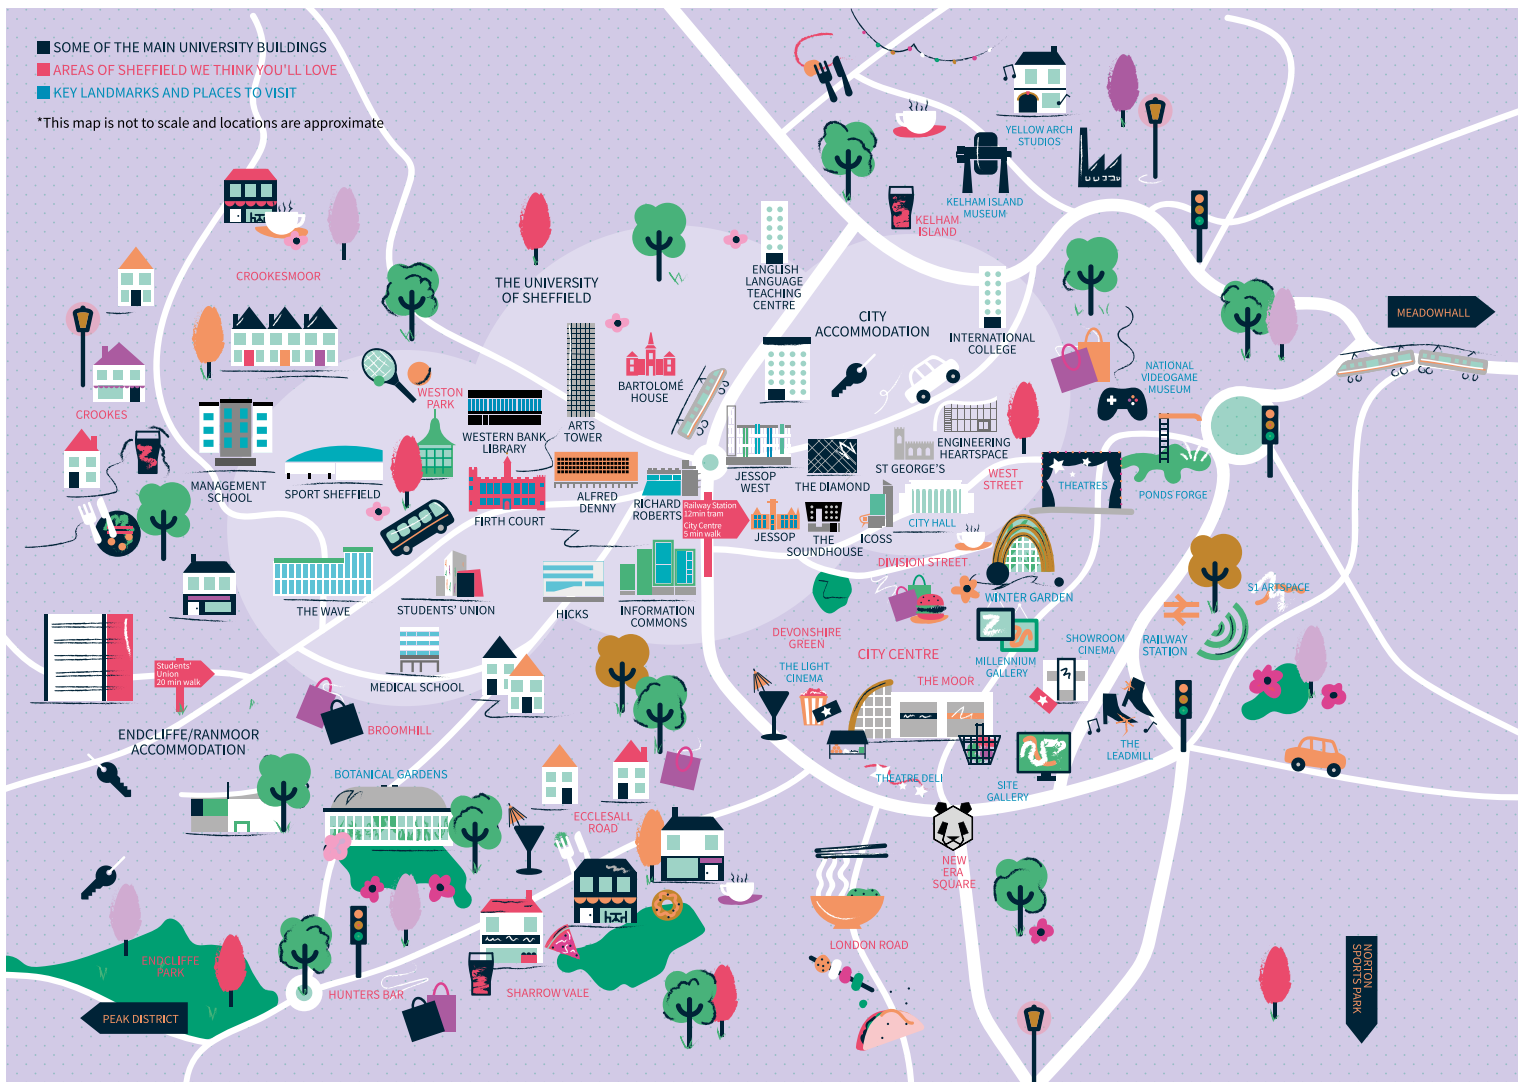 SOME OF THE MAIN UNIVERSITY BUILDINGS
AREAS OF SHEFFIELD WE THINK YOU'LL LOVE
KEY LANDMARKS AND PLACES TO VISIT
*This map is not to scale and locations are approximate
YELLOW ARCH
STUDIOS
KELHAM ISLAND
MUSEUM
KELHAM
ISLAND
CROOKESMOOR
THE UNIVERSITY
OF SHEFFIELD
ENGLISH
LANGUAGE
TEACHING
CENTRE
CITY
ACCOMMODATION
INTERNATIONAL
COLLEGE
MEADOWHALL
NATIONAL
VIDEOGAME
MUSEUM
CROOKES
WESTON
PARK
BARTOLOMÉ
HOUSE
ARTS
TOWER
WESTERN BANK
LIBRARY
ENGINEERING
HEARTSPACE
ST GEORGE'S
WEST
STREET
MANAGEMENT
SCHOOL
SPORT SHEFFIELD
FIRTH COURT
ALFRED
DENNY
RICHARD
ROBERTS
JESSOP
WEST
THE DIAMOND
THEATRES
PONDS FORGE
Railway Station
12min tram
City Centre
5 min walk
JESSOP
THE
SOUNDHOUSE
ICOSS
CITY HALL
DIVISION STREET
WINTER GARDEN
S1 ARTSPACE
THE WAVE
STUDENTS' UNION
HICKS
INFORMATION
COMMONS
DEVONSHIRE
GREEN
CITY CENTRE
MILLENNIUM
GALLERY
SHOWROOM
CINEMA
RAILWAY
STATION
Students'
Union
20 min walk
MEDICAL SCHOOL
THE LIGHT
CINEMA
THE MOOR
BROOMHILL
ENDCLIFFE/RANMOOR
ACCOMMODATION
THE
LEADMILL
BOTANICAL GARDENS
THEATRE DELI
SITE
GALLERY
ECCLESALL
ROAD
NEW
ERA
SQUARE
LONDON ROAD
ENDCLIFFE
PARK
HUNTERS BAR
SHARROW VALE
PEAK DISTRICT
NORTON
SPORTS PARK